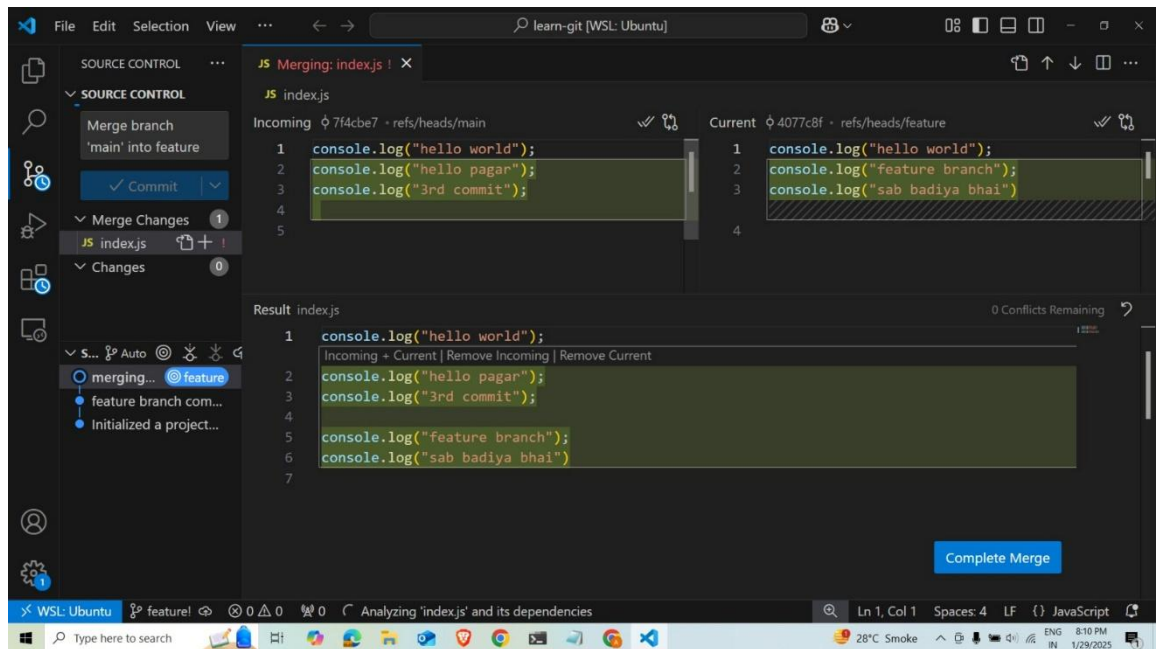 File Edit Selection View ··· learn-git [WSL: Ubuntu]
SOURCE CONTROL ···
SOURCE CONTROL
Merge branch
'main' into feature
Commit
Merge Changes 1
JS index.js !
Changes 0
S... Auto
merging... feature
feature branch com...
Initialized a project...
JS Merging: index.js !
JS index.js
Incoming 7f4cbe7 • refs/heads/main
1 console.log("hello world");
2 console.log("hello pagar");
3 console.log("3rd commit");
4
5
Current 4077c8f • refs/heads/feature
1 console.log("hello world");
2 console.log("feature branch");
3 console.log("sab badiya bhai")
4
Result index.js 0 Conflicts Remaining
1 console.log("hello world");
Incoming + Current | Remove Incoming | Remove Current
2 console.log("hello pagar");
3 console.log("3rd commit");
4
5 console.log("feature branch");
6 console.log("sab badiya bhai")
7
Complete Merge
1
WSL: Ubuntu feature! 0 0 0 Analyzing 'index.js' and its dependencies Ln 1, Col 1 Spaces: 4 LF {} JavaScript
Type here to search 28°C Smoke ENG 8:10 PM
IN 1/29/2025